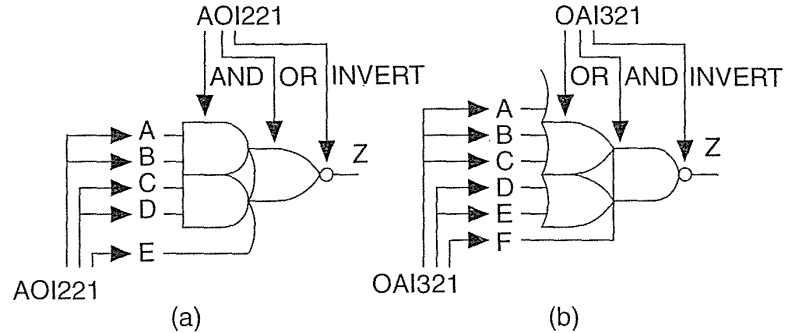 AOI221
AND OR INVERT
A
B
C
D
E
Z
AOI221
(a)
OAI321
OR AND INVERT
A
B
C
D
E
F
Z
OAI321
(b)